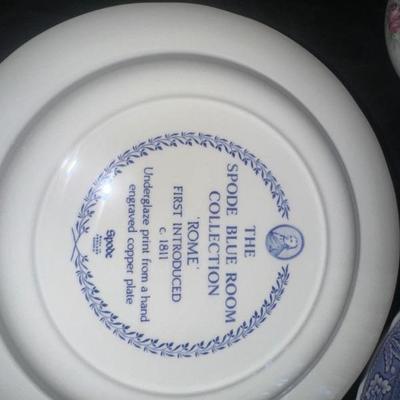 THE
SPODE BLUE ROOM
COLLECTION
'ROME'
FIRST INTRODUCED
c. 1811
Underglaze print from a hand
engraved copper plate
Spode